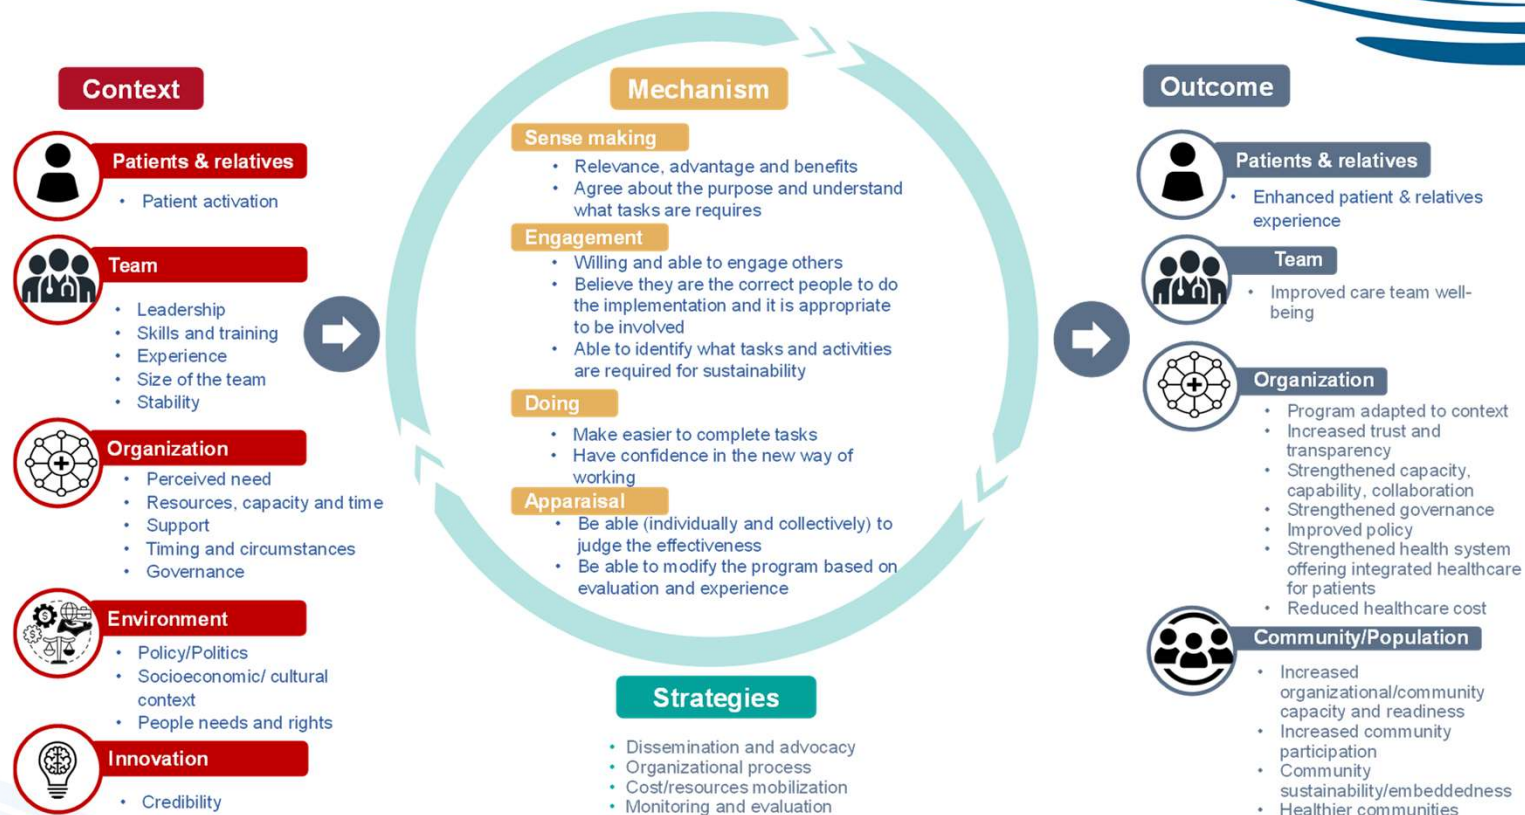 Context
Patients & relatives
• Patient activation
Team
• Leadership
• Skills and training
• Experience
• Size of the team
• Stability
Organization
• Perceived need
• Resources, capacity and time
• Support
• Timing and circumstances
• Governance
Environment
• Policy/Politics
• Socioeconomic/ cultural
context
• People needs and rights
Innovation
• Credibility
Mechanism
Sense making
• Relevance, advantage and benefits
• Agree about the purpose and understand
what tasks are requires
Engagement
• Willing and able to engage others
• Believe they are the correct people to do
the implementation and it is appropriate
to be involved
• Able to identify what tasks and activities
are required for sustainability
Doing
• Make easier to complete tasks
• Have confidence in the new way of
working
Apparaisal
• Be able (individually and collectively) to
judge the effectiveness
• Be able to modify the program based on
evaluation and experience
Strategies
• Dissemination and advocacy
• Organizational process
• Cost/resources mobilization
• Monitoring and evaluation
Outcome
Patients & relatives
• Enhanced patient & relatives
experience
Team
• Improved care team well-
being
Organization
• Program adapted to context
• Increased trust and
transparency
• Strengthened capacity,
capability, collaboration
• Strengthened governance
• Improved policy
• Strengthened health system
offering integrated healthcare
for patients
• Reduced healthcare cost
Community/Population
• Increased
organizational/community
capacity and readiness
• Increased community
participation
• Community
sustainability/embeddedness
• Healthier communities